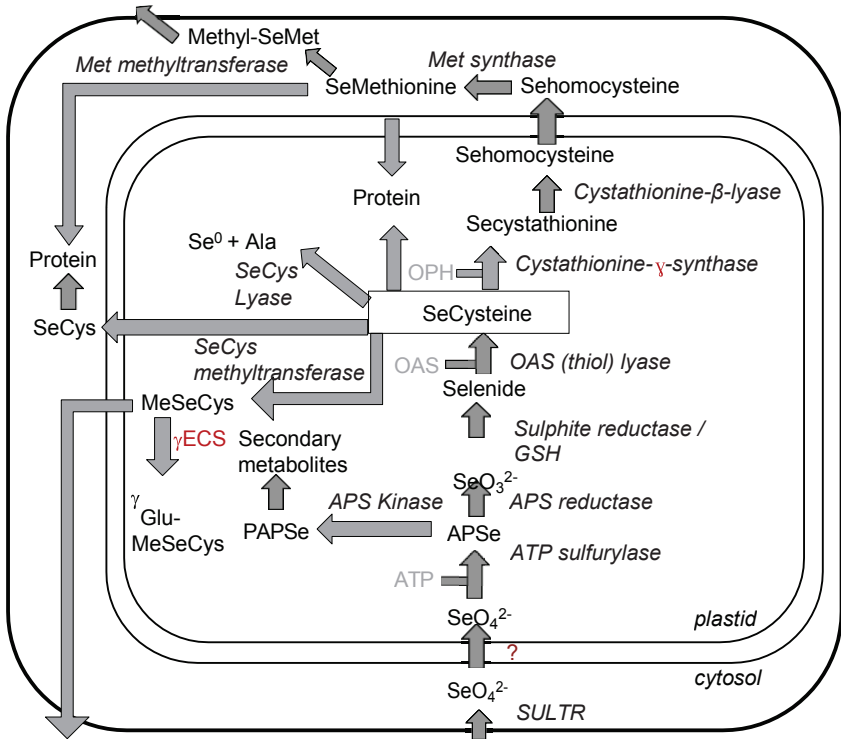 Methyl-SeMet
Met methyltransferase
Met synthase
SeMethionine
Sehomocysteine
Sehomocysteine
Protein
Cystathionine-β-lyase
Secystathionine
Se⁰ + Ala
Protein
OPH
Cystathionine-ɣ-synthase
SeCys
Lyase
SeCysteine
SeCys
SeCys
methyltransferase
OAS
OAS (thiol) lyase
Selenide
MeSeCys
γECS
Secondary
metabolites
Sulphite reductase /
GSH
SeO₃²⁻
γ
Glu-
MeSeCys
APS Kinase
APS reductase
PAPSe
APSe
ATP sulfurylase
ATP
SeO₄²⁻
plastid
?
cytosol
SeO₄²⁻
SULTR